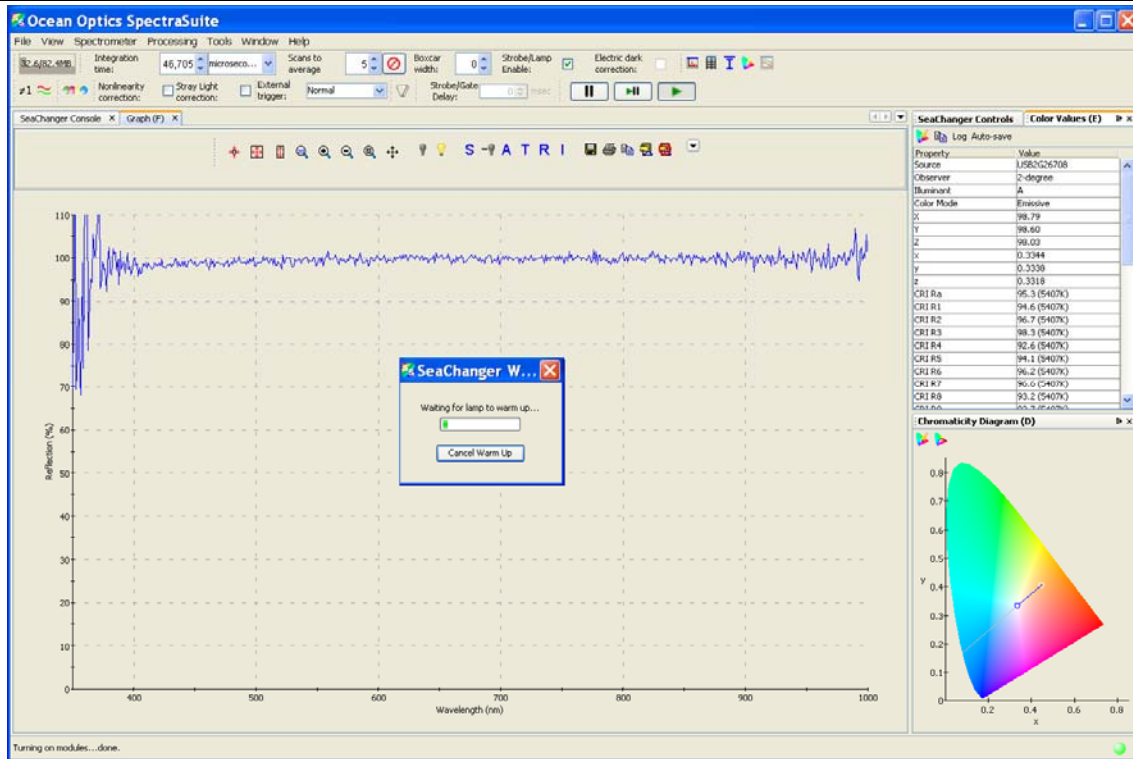 Ocean Optics SpectraSuite
File View Spectrometer Processing Tools Window Help
Integration time: 46,705 microseco... Scans to average 5 Boxcar width: 0 Strobe/Lamp Enable: Electric dark correction:
Nonlinearity correction: Stray Light correction: External trigger: Normal Strobe/Gate Delay: 0 msec
SeaChanger Console X Graph (F) X
S A T R I
110
100
90
80
70
60
50
40
30
20
10
0
Reflection (%)
400 500 600 700 800 900 1000
Wavelength (nm)
SeaChanger W...
Waiting for lamp to warm up...
Cancel Warm Up
SeaChanger Controls Color Values (E)
Log Auto-save
Property Value
Source USB2G26708
Observer 2-degree
Illuminant A
Color Mode Emissive
X 98.79
Y 98.60
Z 98.03
x 0.3344
y 0.3338
z 0.3318
CRI Ra 95.3 (5407K)
CRI R1 94.6 (5407K)
CRI R2 96.7 (5407K)
CRI R3 98.3 (5407K)
CRI R4 92.6 (5407K)
CRI R5 94.1 (5407K)
CRI R6 96.2 (5407K)
CRI R7 96.6 (5407K)
CRI R8 93.2 (5407K)
Chromaticity Diagram (D)
0.8
0.7
0.6
0.5
y 0.4
0.3
0.2
0.1
0
0.2 0.4 0.6 0.8
x
Turning on modules...done.